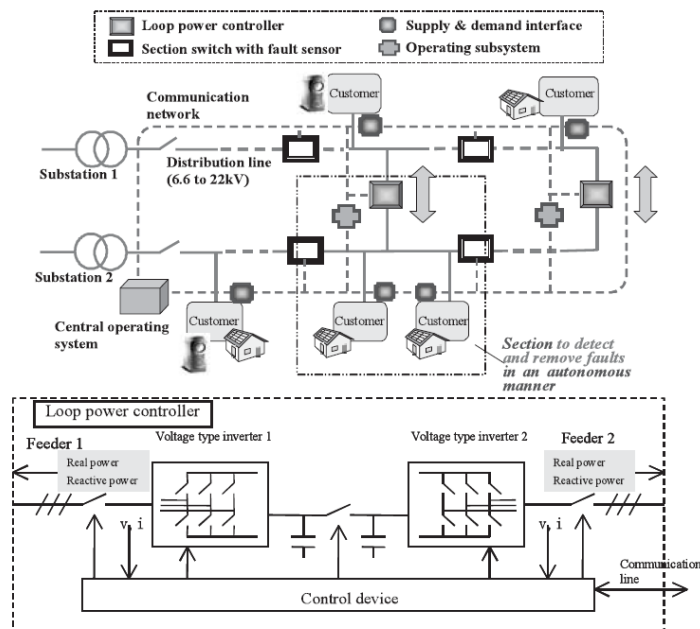 Loop power controller
Supply & demand interface
Section switch with fault sensor
Operating subsystem
Communication
network
Customer
Customer
Substation 1
Distribution line
(6.6 to 22kV)
Substation 2
Central operating
system
Customer
Customer
Customer
Section to detect
and remove faults
in an autonomous
manner
Loop power controller
Feeder 1
Voltage type inverter 1
Voltage type inverter 2
Feeder 2
Real power
Reactive power
Real power
Reactive power
v, i
v, i
Communication
line
Control device